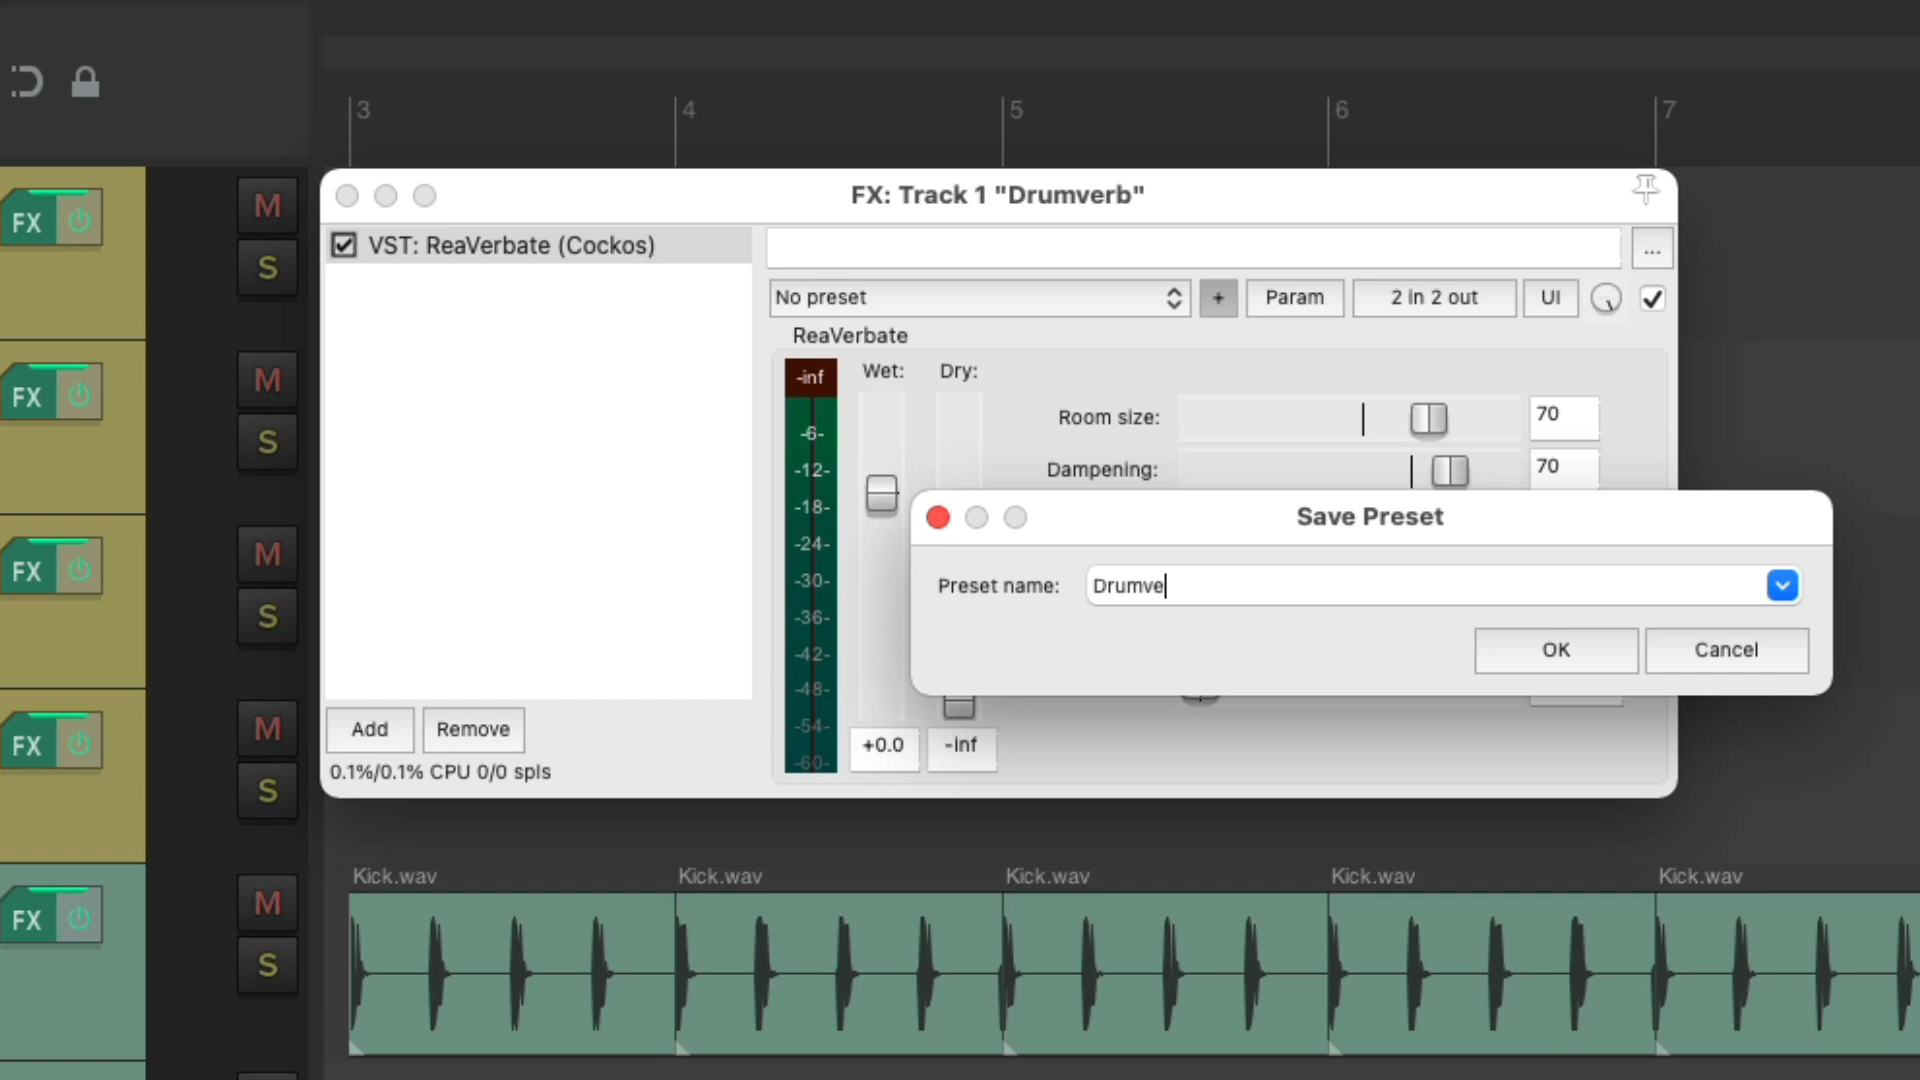 3 4 5 6 7
FX: Track 1 "Drumverb"
FX M
S
VST: ReaVerbate (Cockos)
...
No preset + Param 2 in 2 out UI
ReaVerbate
-inf Wet: Dry:
Room size: 70
Dampening: 70
FX M
S
-6-
-12-
-18-
-24-
-30-
-36-
-42-
-48-
-54-
-60-
Save Preset
Preset name: Drumve
OK Cancel
FX M
S
+0.0 -inf
Add Remove
0.1%/0.1% CPU 0/0 spls
FX M
S
Kick.wav Kick.wav Kick.wav Kick.wav Kick.wav
FX M
S